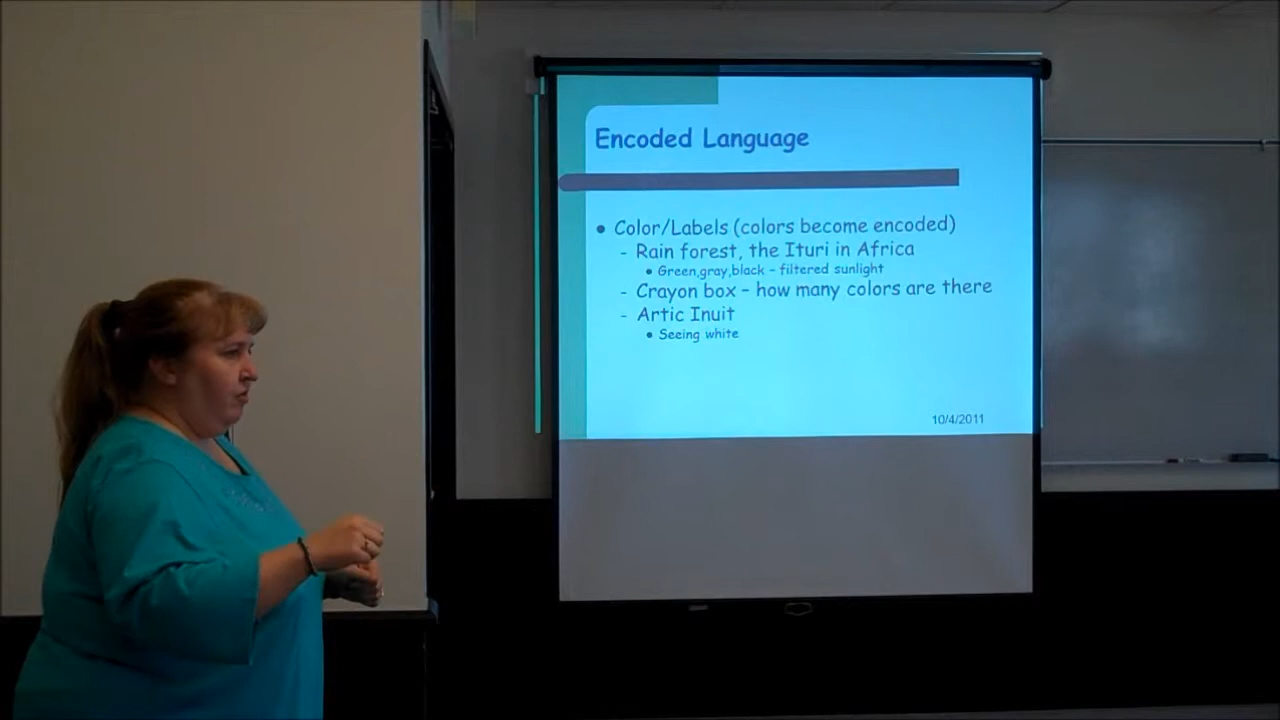 Encoded Language
• Color/Labels (colors become encoded)
- Rain forest, the Ituri in Africa
• Green,gray,black – filtered sunlight
- Crayon box – how many colors are there
- Artic Inuit
• Seeing white
10/4/2011